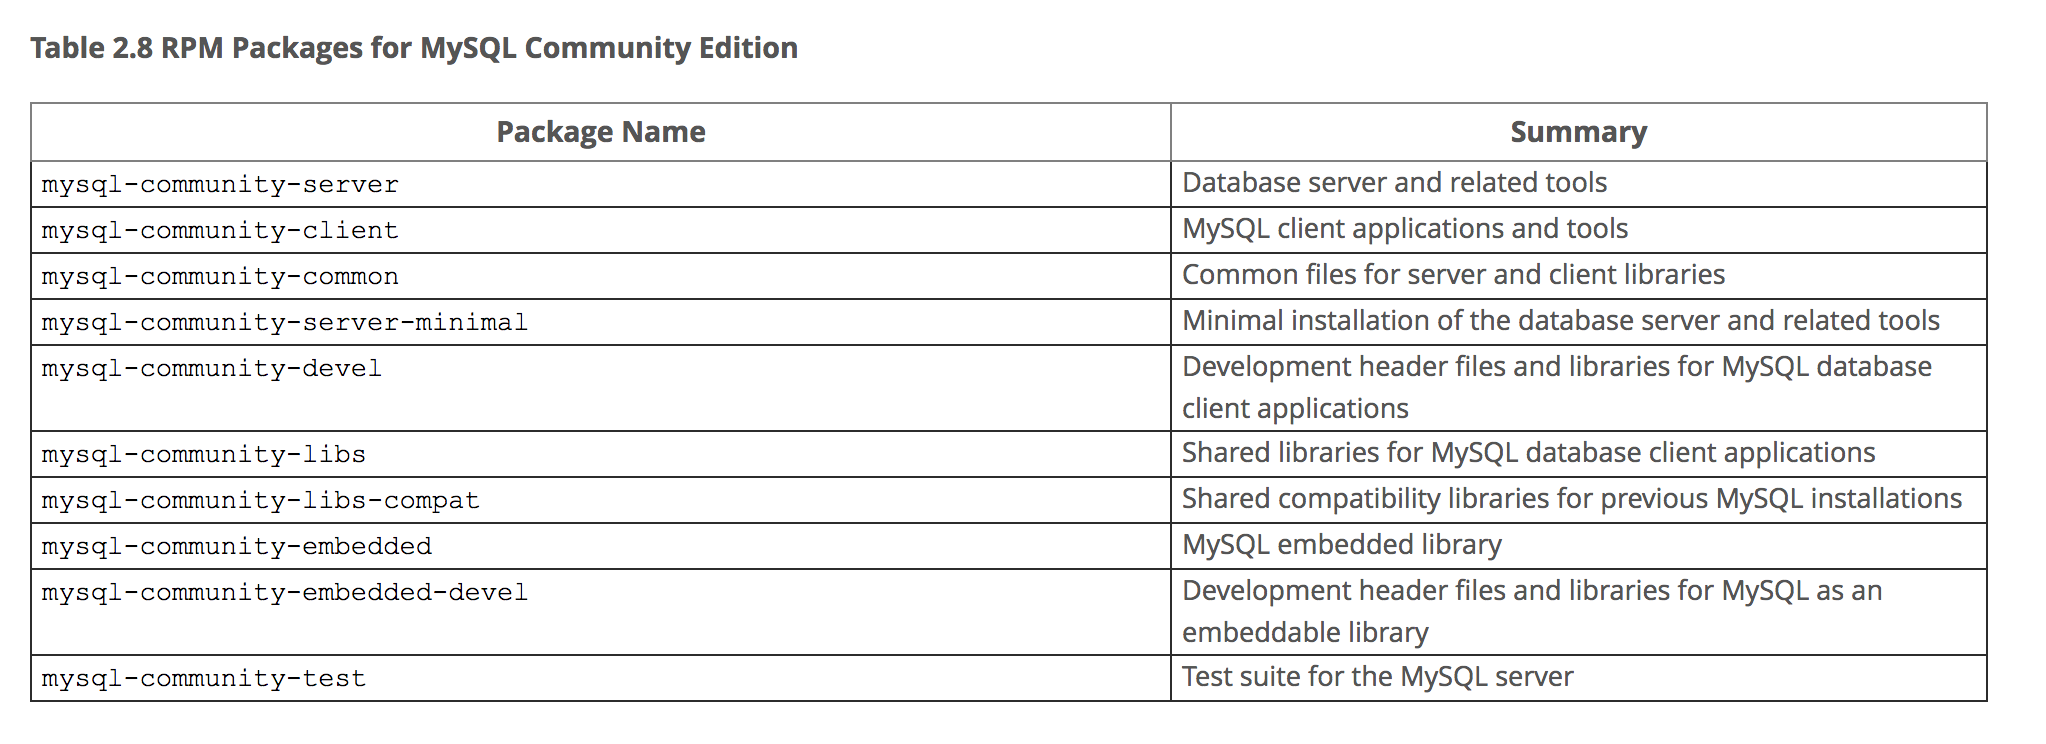 Table 2.8 RPM Packages for MySQL Community Edition
Package Name Summary
mysql-community-server Database server and related tools
mysql-community-client MySQL client applications and tools
mysql-community-common Common files for server and client libraries
mysql-community-server-minimal Minimal installation of the database server and related tools
mysql-community-devel Development header files and libraries for MySQL database
client applications
mysql-community-libs Shared libraries for MySQL database client applications
mysql-community-libs-compat Shared compatibility libraries for previous MySQL installations
mysql-community-embedded MySQL embedded library
mysql-community-embedded-devel Development header files and libraries for MySQL as an
embeddable library
mysql-community-test Test suite for the MySQL server